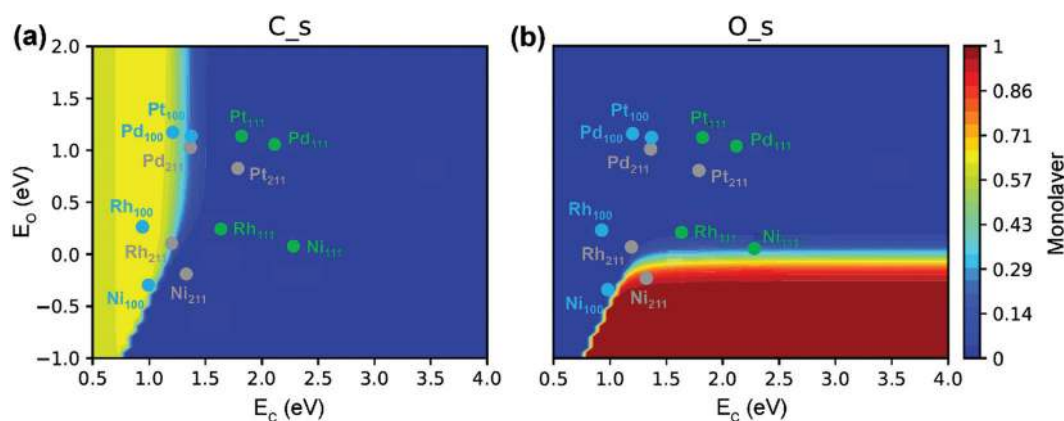 (a) C_s
2.0
1.5
1.0
0.5
0.0
−0.5
−1.0
E_O (eV)
Pt100
Pd100
Pd211
Pt111
Pd111
Pt211
Rh100
Rh211
Rh111
Ni111
Ni100
Ni211
0.5 1.0 1.5 2.0 2.5 3.0 3.5 4.0
E_C (eV)
(b) O_s
Pt100
Pd100
Pd211
Pt111
Pd111
Pt211
Rh100
Rh211
Rh111
Ni111
Ni100
Ni211
0.5 1.0 1.5 2.0 2.5 3.0 3.5 4.0
E_C (eV)
1
0.86
0.71
0.57
0.43
0.29
0.14
0
Monolayer